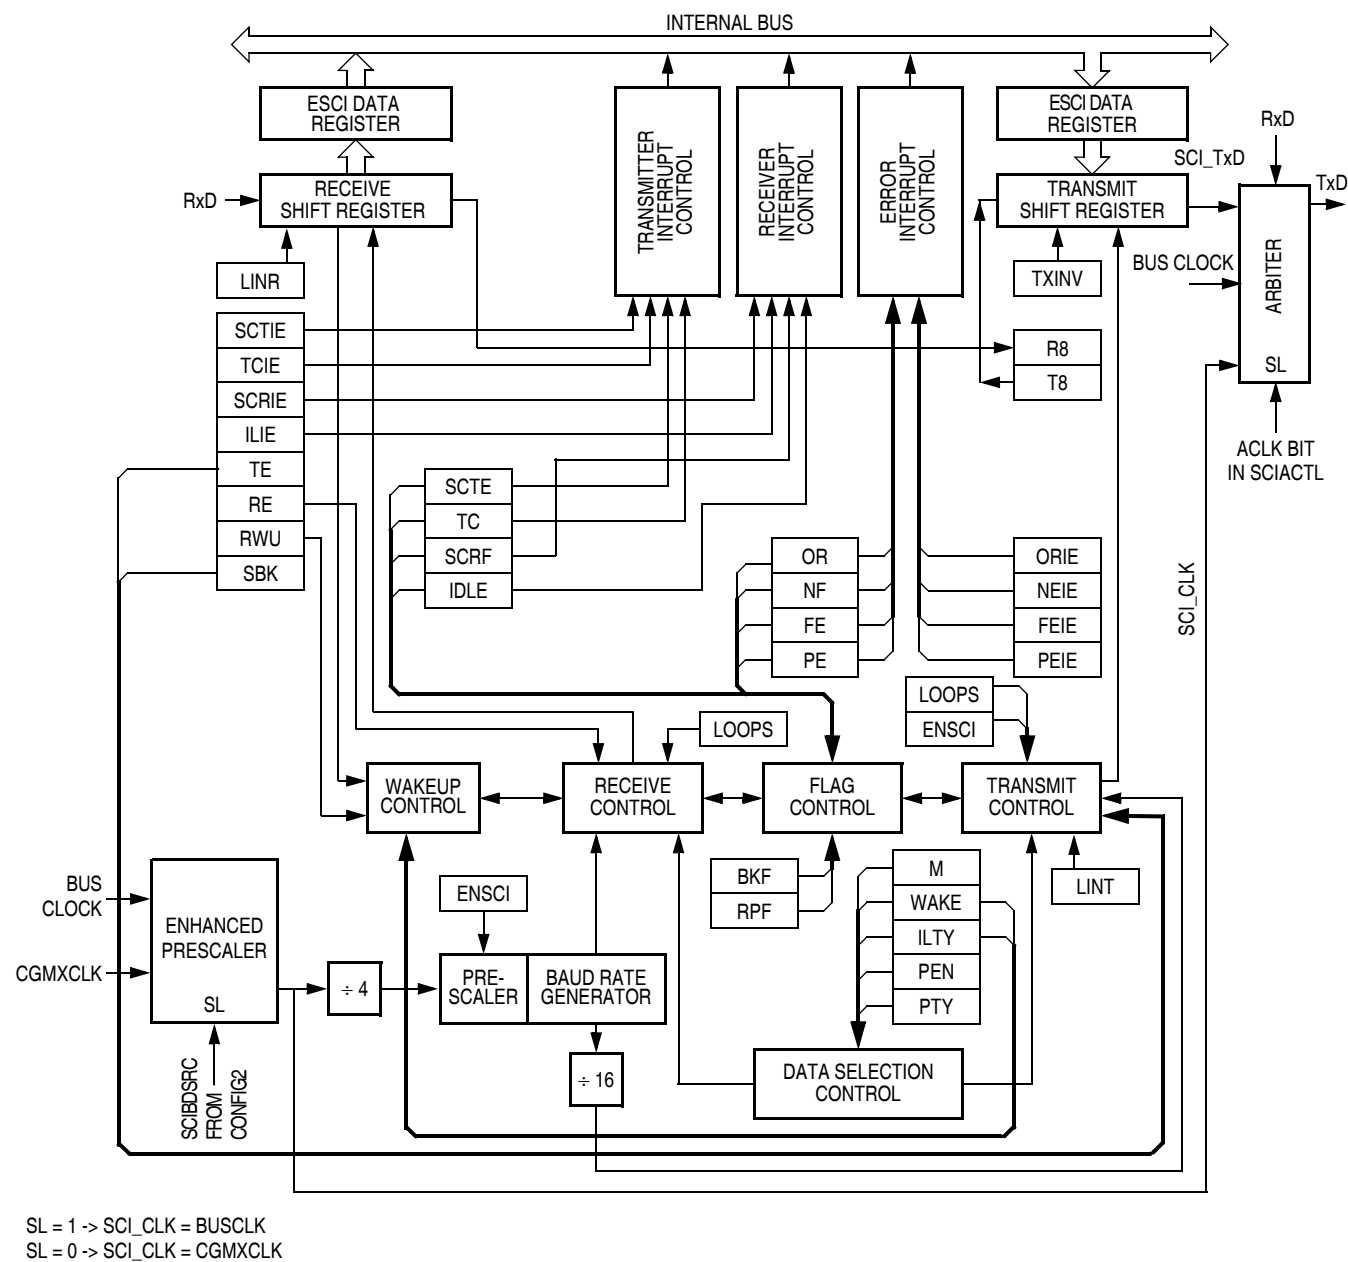 INTERNAL BUS
ESCI DATA
REGISTER
ESCI DATA
REGISTER
TRANSMITTER
INTERRUPT
CONTROL
RECEIVER
INTERRUPT
CONTROL
ERROR
INTERRUPT
CONTROL
RxD
RECEIVE
SHIFT REGISTER
TRANSMIT
SHIFT REGISTER
SCI_TxD
RxD
TxD
LINR
TXINV
BUS CLOCK
ARBITER
SL
ACLK BIT
IN SCIACTL
SCTIE
TCIE
SCRIE
ILIE
TE
RE
RWU
SBK
R8
T8
SCTE
TC
SCRF
IDLE
OR
NF
FE
PE
ORIE
NEIE
FEIE
PEIE
SCI_CLK
LOOPS
ENSCI
LOOPS
WAKEUP
CONTROL
RECEIVE
CONTROL
FLAG
CONTROL
TRANSMIT
CONTROL
BKF
RPF
M
WAKE
ILTY
PEN
PTY
LINT
BUS
CLOCK
CGMXCLK
ENHANCED
PRESCALER
SL
SCIBDSRC
FROM
CONFIG2
÷ 4
ENSCI
PRE-
SCALER
BAUD RATE
GENERATOR
÷ 16
DATA SELECTION
CONTROL
SL = 1 -> SCI_CLK = BUSCLK
SL = 0 -> SCI_CLK = CGMXCLK